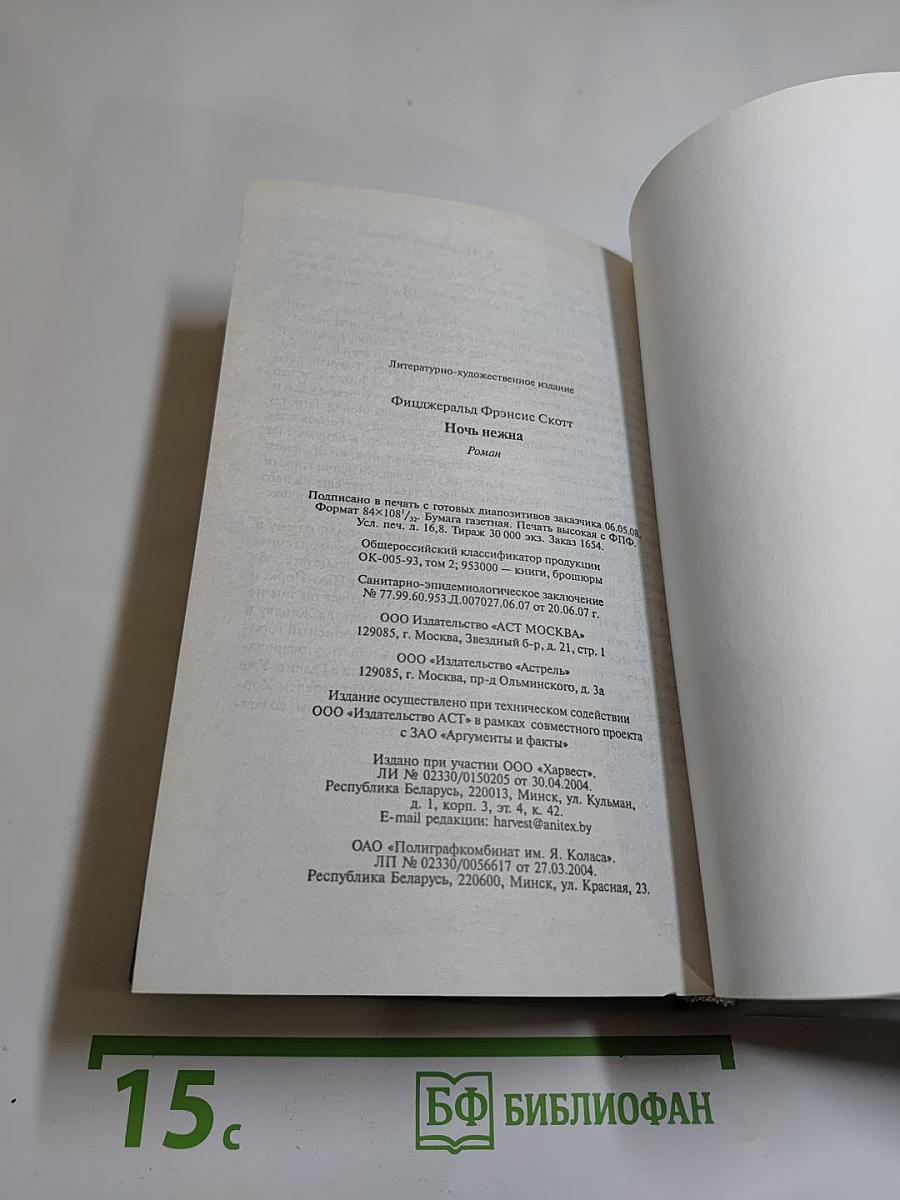 Литературно-художественное издание
Фицджеральд Фрэнсис Скотт
Ночь нежна
Роман
Подписано в печать с готовых диапозитивов заказчика 06.05.08.
Формат 84×108¹/₃₂. Бумага газетная. Печать высокая с ФПФ.
Усл. печ. л. 16,8. Тираж 30 000 экз. Заказ 1654.
Общероссийский классификатор продукции
ОК-005-93, том 2; 953000 — книги, брошюры
Санитарно-эпидемиологическое заключение
№ 77.99.60.953.Д.007027.06.07 от 20.06.07 г.
ООО Издательство «АСТ МОСКВА»
129085, г. Москва, Звездный б-р, д. 21, стр. 1
ООО «Издательство «Астрель»
129085, г. Москва, пр-д Ольминского, д. 3а
Издание осуществлено при техническом содействии
ООО «Издательство АСТ» в рамках совместного проекта
с ЗАО «Аргументы и факты»
Издано при участии ООО «Харвест».
ЛИ № 02330/0150205 от 30.04.2004.
Республика Беларусь, 220013, Минск, ул. Кульман,
д. 1, корп. 3, эт. 4, к. 42.
E-mail редакции: harvest@anitex.by
ОАО «Полиграфкомбинат им. Я. Коласа».
ЛП № 02330/0056617 от 27.03.2004.
Республика Беларусь, 220600, Минск, ул. Красная, 23.
15 с
БФ БИБЛИОФАН